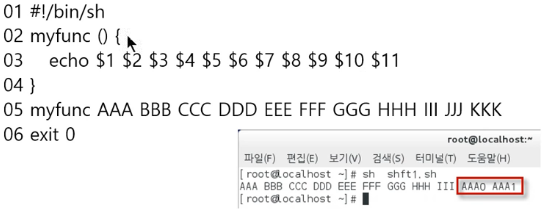 01 #!/bin/sh
02 myfunc () {
03 echo $1 $2 $3 $4 $5 $6 $7 $8 $9 $10 $11
04 }
05 myfunc AAA BBB CCC DDD EEE FFF GGG HHH III JJJ KKK
06 exit 0
root@localhost:~
파일(F) 편집(E) 보기(V) 검색(S) 터미널(T) 도움말(H)
[root@localhost ~]# sh shft1.sh
AAA BBB CCC DDD EEE FFF GGG HHH III AAA0 AAA1
[root@localhost ~]#